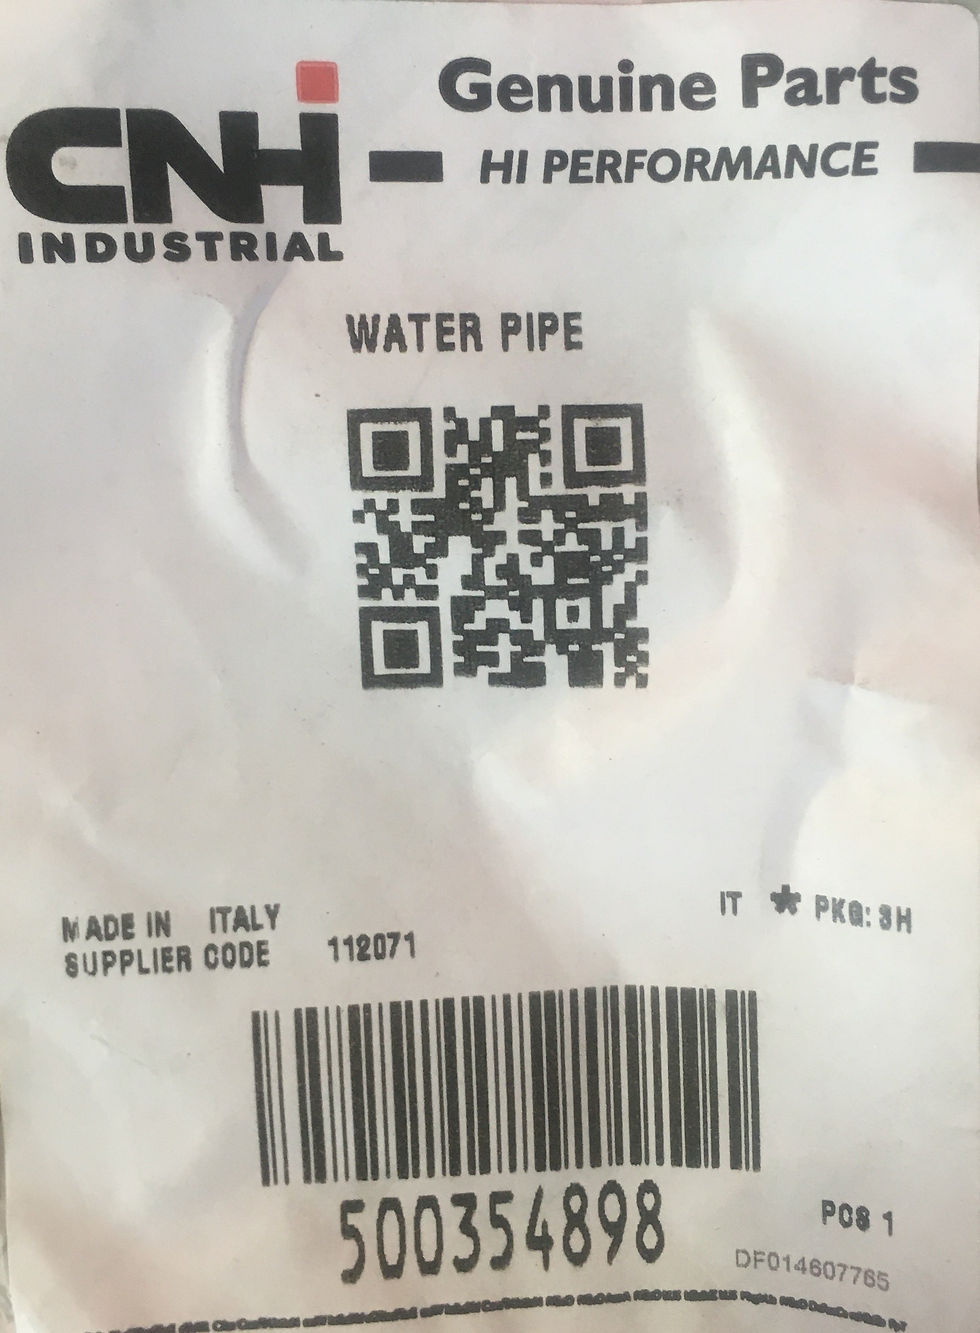 CNH
INDUSTRIAL
Genuine Parts
HI PERFORMANCE
WATER PIPE
MADE IN ITALY
SUPPLIER CODE 112071
IT * PKG: 3H
500354898
PCS 1
DF014607765